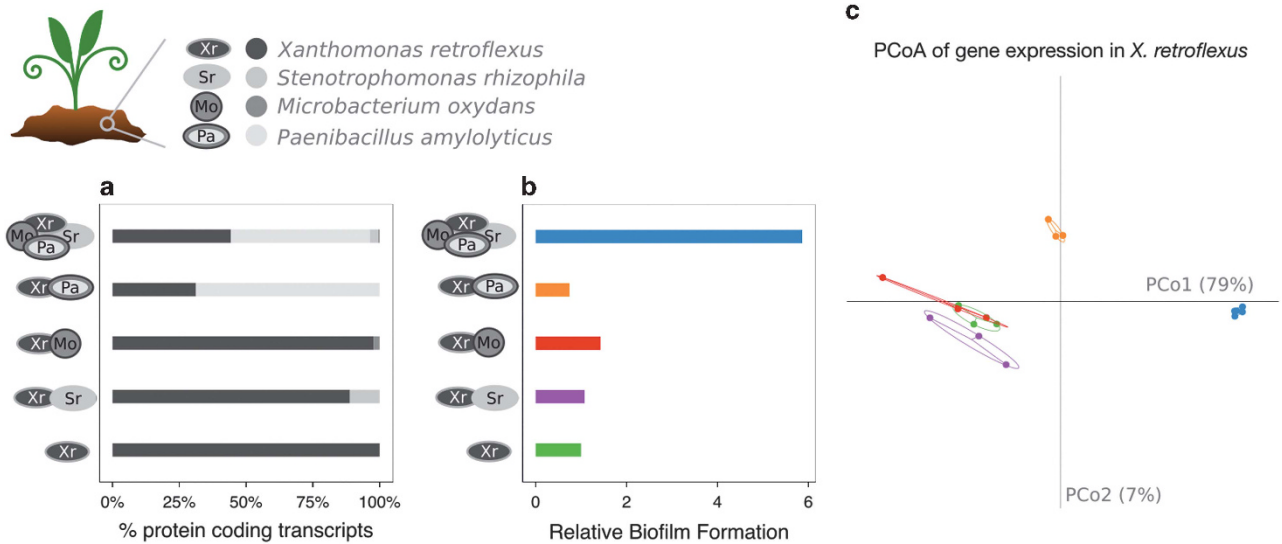 c
Xr Xanthomonas retroflexus
Sr Stenotrophomonas rhizophila
Mo Microbacterium oxydans
Pa Paenibacillus amylolyticus
PCoA of gene expression in X. retroflexus
a
Xr
Mo Sr
Pa
Xr Pa
Xr Mo
Xr Sr
Xr
0% 25% 50% 75% 100%
% protein coding transcripts
b
Xr
Mo Sr
Pa
Xr Pa
Xr Mo
Xr Sr
Xr
0 2 4 6
Relative Biofilm Formation
PCo1 (79%)
PCo2 (7%)